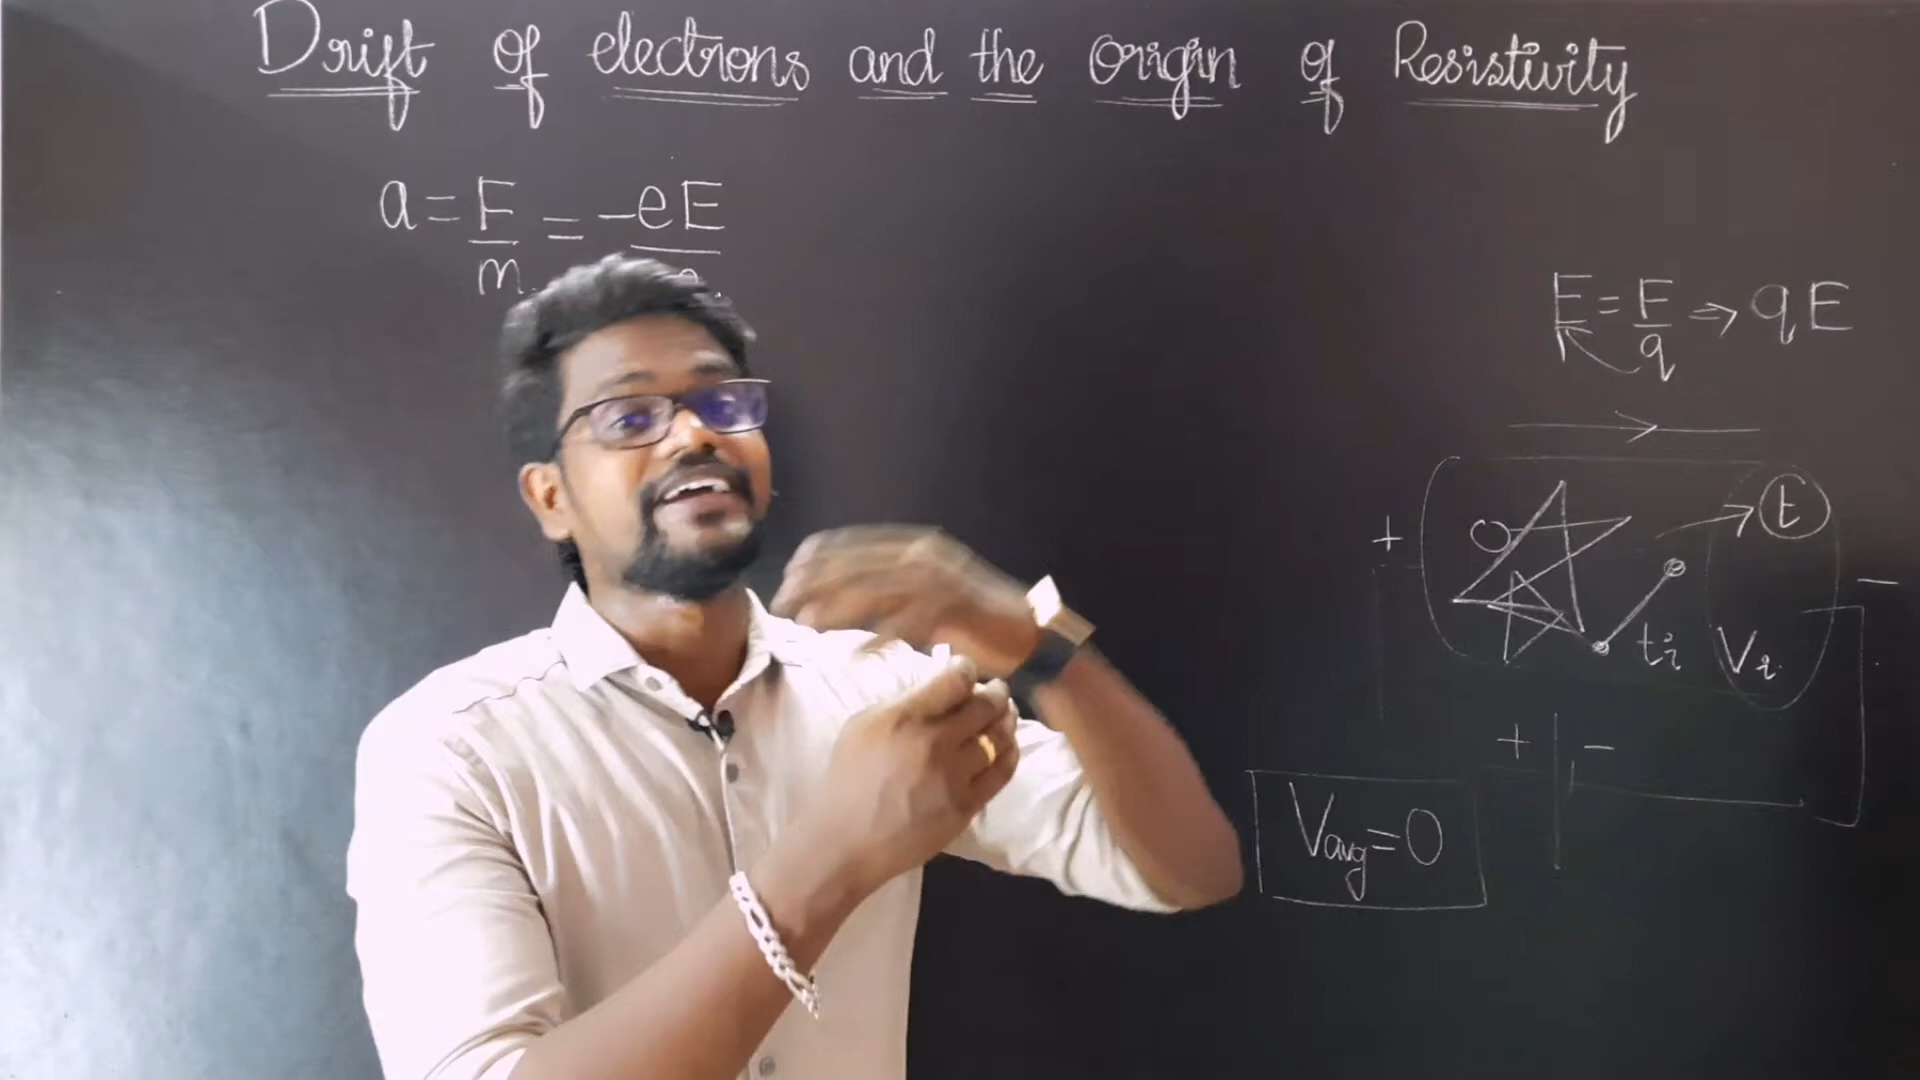 Drift of electrons and the origin of Resistivity
a = F/m = -eE
E = F/q ⇒ qE
+ t -
ti Vi
+ -
Vavg = 0